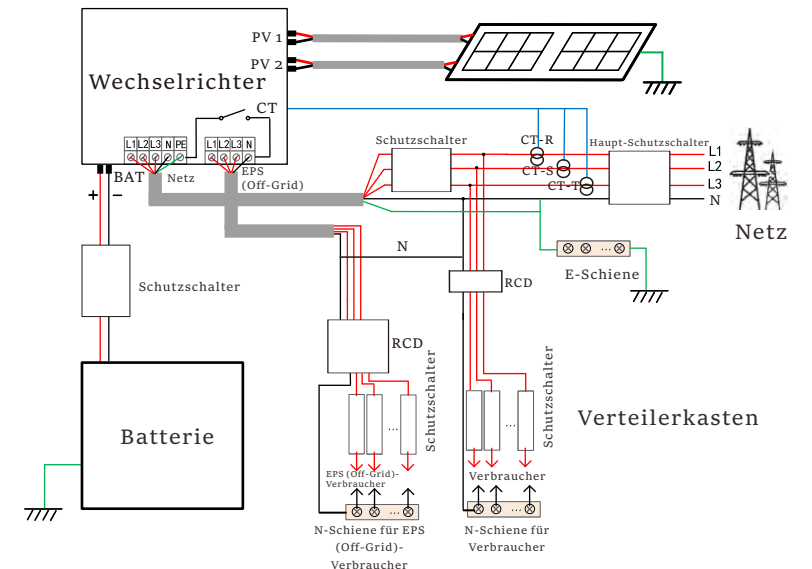 PV 1
PV 2
Wechselrichter
CT
L1 L2 L3 N PE
L1 L2 L3 N
BAT
Netz
EPS
(Off-Grid)
+ −
Schutzschalter
CT-R
CT-S
CT-T
Haupt-Schutzschalter
L1
L2
L3
N
Netz
E-Schiene
...
N
RCD
Schutzschalter
RCD
Schutzschalter
Schutzschalter
...
...
Batterie
Verteilerkasten
EPS (Off-Grid)-
Verbraucher
Verbraucher
...
...
N-Schiene für EPS
(Off-Grid)-
Verbraucher
N-Schiene für
Verbraucher